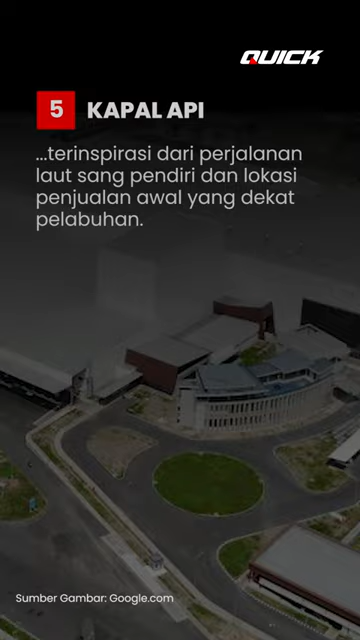 QUICK
5 KAPAL API
...terinspirasi dari perjalanan
laut sang pendiri dan lokasi
penjualan awal yang dekat
pelabuhan.
Sumber Gambar: Google.com